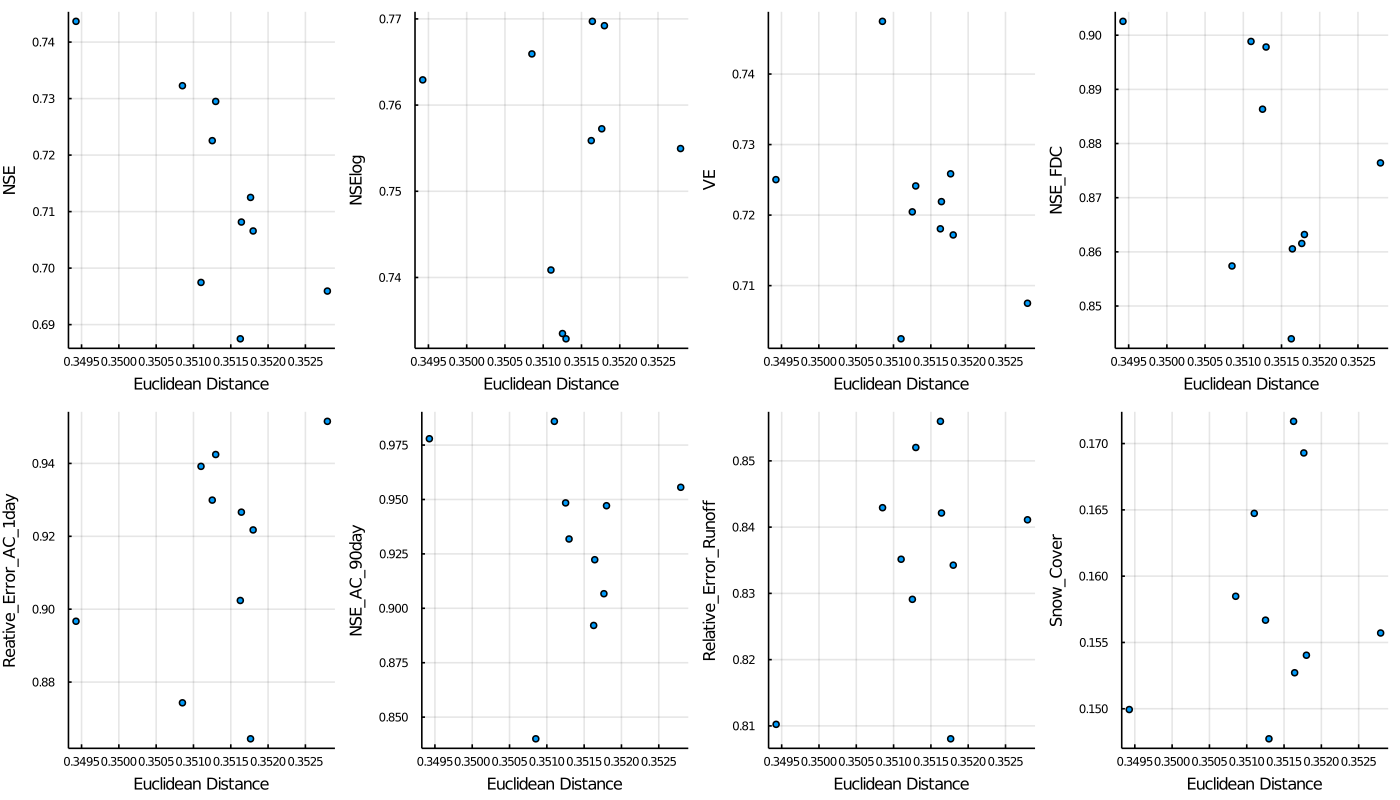 0.74
0.73
0.72
0.71
0.70
0.69
NSE
0.3495 0.3500 0.3505 0.3510 0.3515 0.3520 0.3525
Euclidean Distance
0.77
0.76
0.75
0.74
NSElog
0.3495 0.3500 0.3505 0.3510 0.3515 0.3520 0.3525
Euclidean Distance
0.74
0.73
0.72
0.71
VE
0.3495 0.3500 0.3505 0.3510 0.3515 0.3520 0.3525
Euclidean Distance
0.90
0.89
0.88
0.87
0.86
0.85
NSE_FDC
0.3495 0.3500 0.3505 0.3510 0.3515 0.3520 0.3525
Euclidean Distance
0.94
0.92
0.90
0.88
Reative_Error_AC_1day
0.3495 0.3500 0.3505 0.3510 0.3515 0.3520 0.3525
Euclidean Distance
0.975
0.950
0.925
0.900
0.875
0.850
NSE_AC_90day
0.3495 0.3500 0.3505 0.3510 0.3515 0.3520 0.3525
Euclidean Distance
0.85
0.84
0.83
0.82
0.81
Relative_Error_Runoff
0.3495 0.3500 0.3505 0.3510 0.3515 0.3520 0.3525
Euclidean Distance
0.170
0.165
0.160
0.155
0.150
Snow_Cover
0.3495 0.3500 0.3505 0.3510 0.3515 0.3520 0.3525
Euclidean Distance